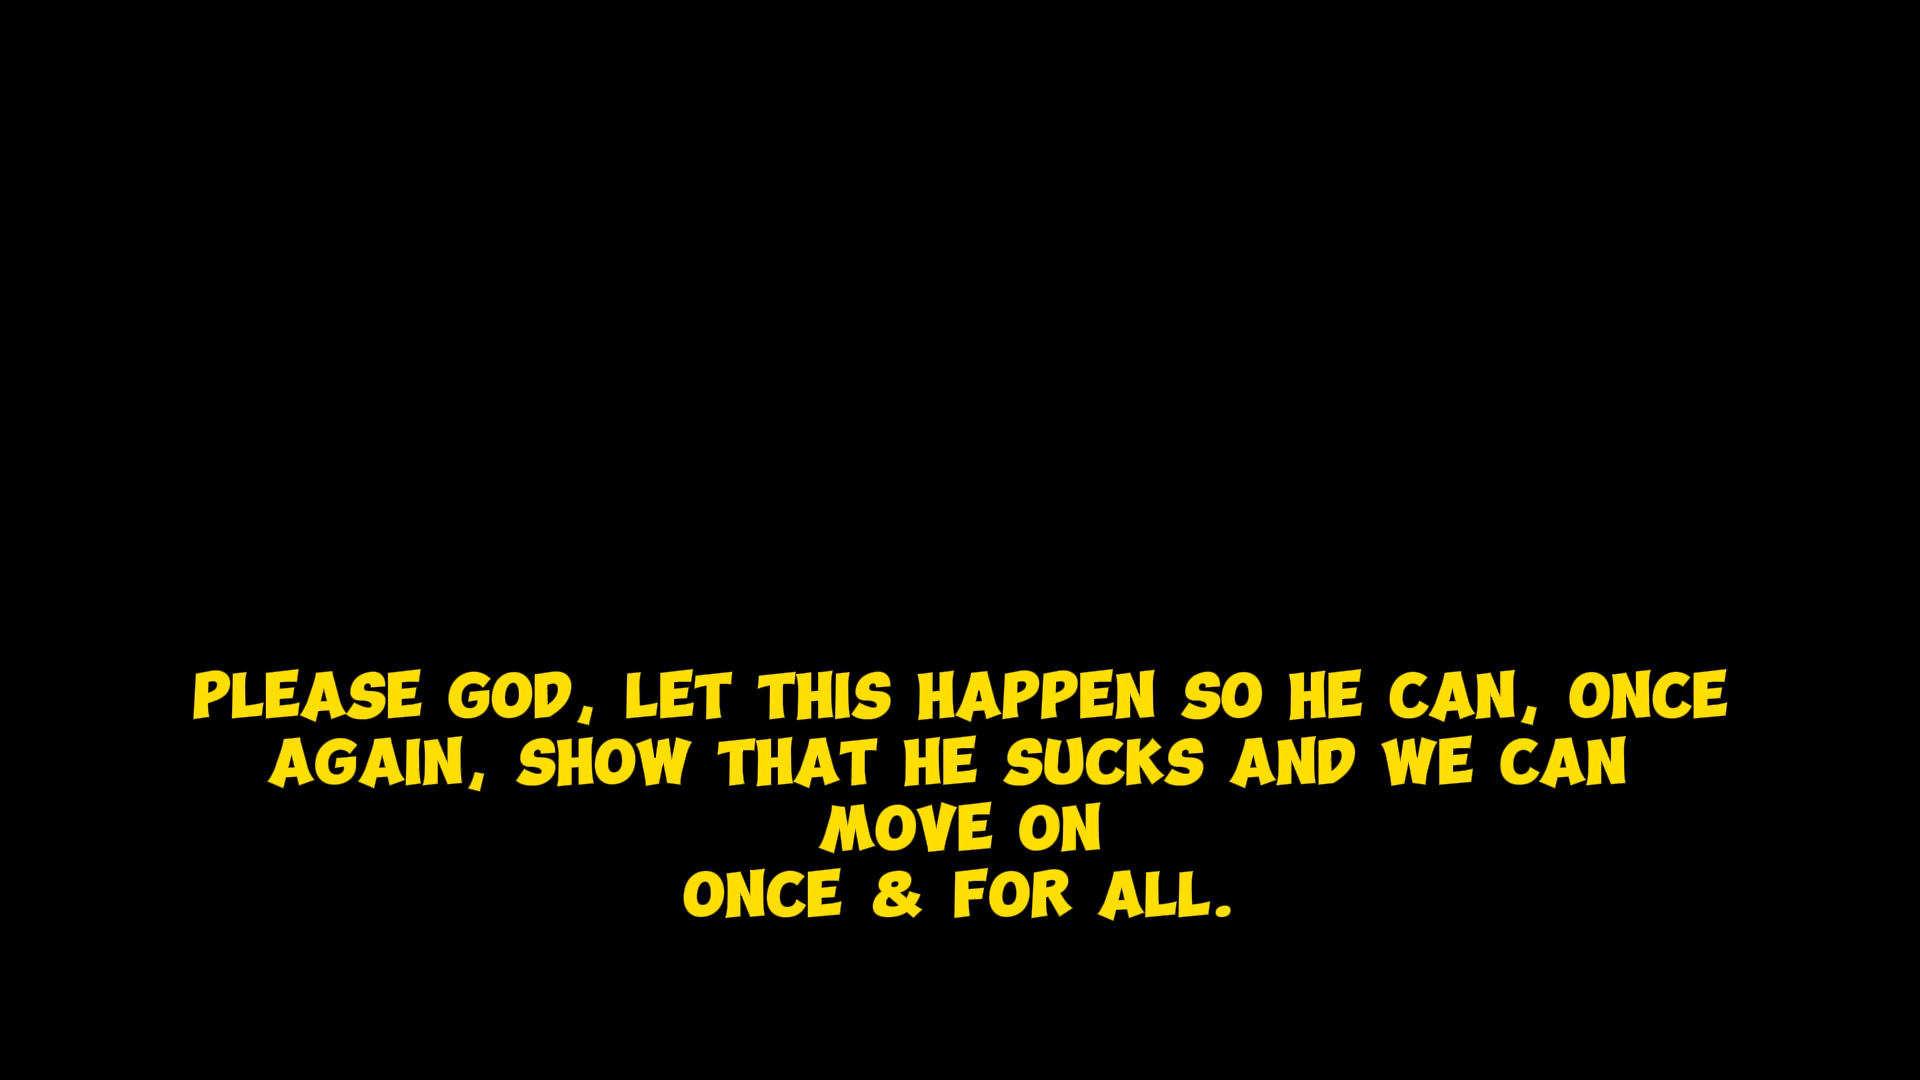 PLEASE GOD, LET THIS HAPPEN SO HE CAN, ONCE
AGAIN, SHOW THAT HE SUCKS AND WE CAN
MOVE ON
ONCE & FOR ALL.